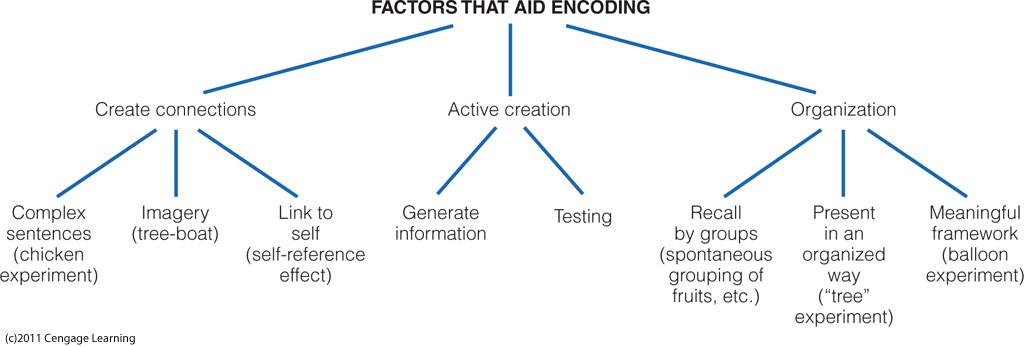 FACTORS THAT AID ENCODING
Create connections
Active creation
Organization
Complex
sentences
(chicken
experiment)
Imagery
(tree-boat)
Link to
self
(self-reference
effect)
Generate
information
Testing
Recall
by groups
(spontaneous
grouping of
fruits, etc.)
Present
in an
organized
way
(“tree”
experiment)
Meaningful
framework
(balloon
experiment)
(c)2011 Cengage Learning